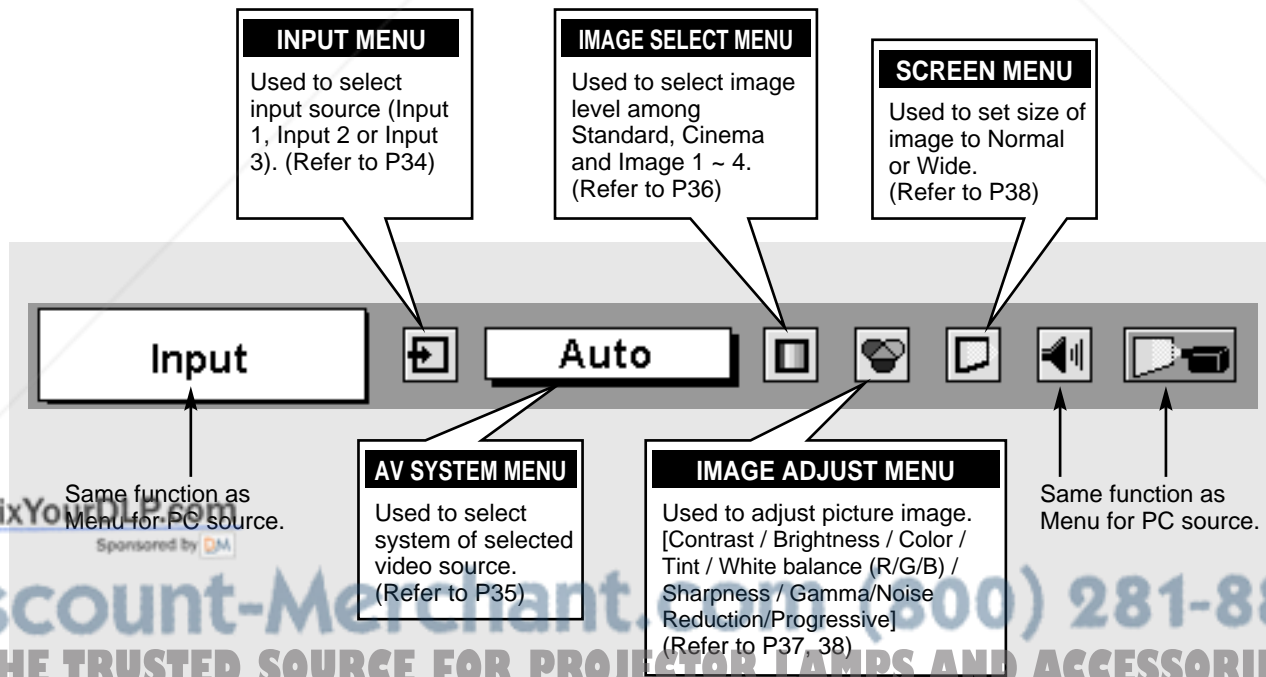 INPUT MENU
Used to select
input source (Input
1, Input 2 or Input
3). (Refer to P34)
IMAGE SELECT MENU
Used to select image
level among
Standard, Cinema
and Image 1 ~ 4.
(Refer to P36)
SCREEN MENU
Used to set size of
image to Normal
or Wide.
(Refer to P38)
Input
Auto
Same function as
Menu for PC source.
AV SYSTEM MENU
Used to select
system of selected
video source.
(Refer to P35)
IMAGE ADJUST MENU
Used to adjust picture image.
[Contrast / Brightness / Color /
Tint / White balance (R/G/B) /
Sharpness / Gamma/Noise
Reduction/Progressive]
(Refer to P37, 38)
Same function as
Menu for PC source.
ixYourDLP.com
Sponsored by DM
scount-Merchant.com (800) 281-88
HE TRUSTED SOURCE FOR PROJECTOR LAMPS AND ACCESSORI